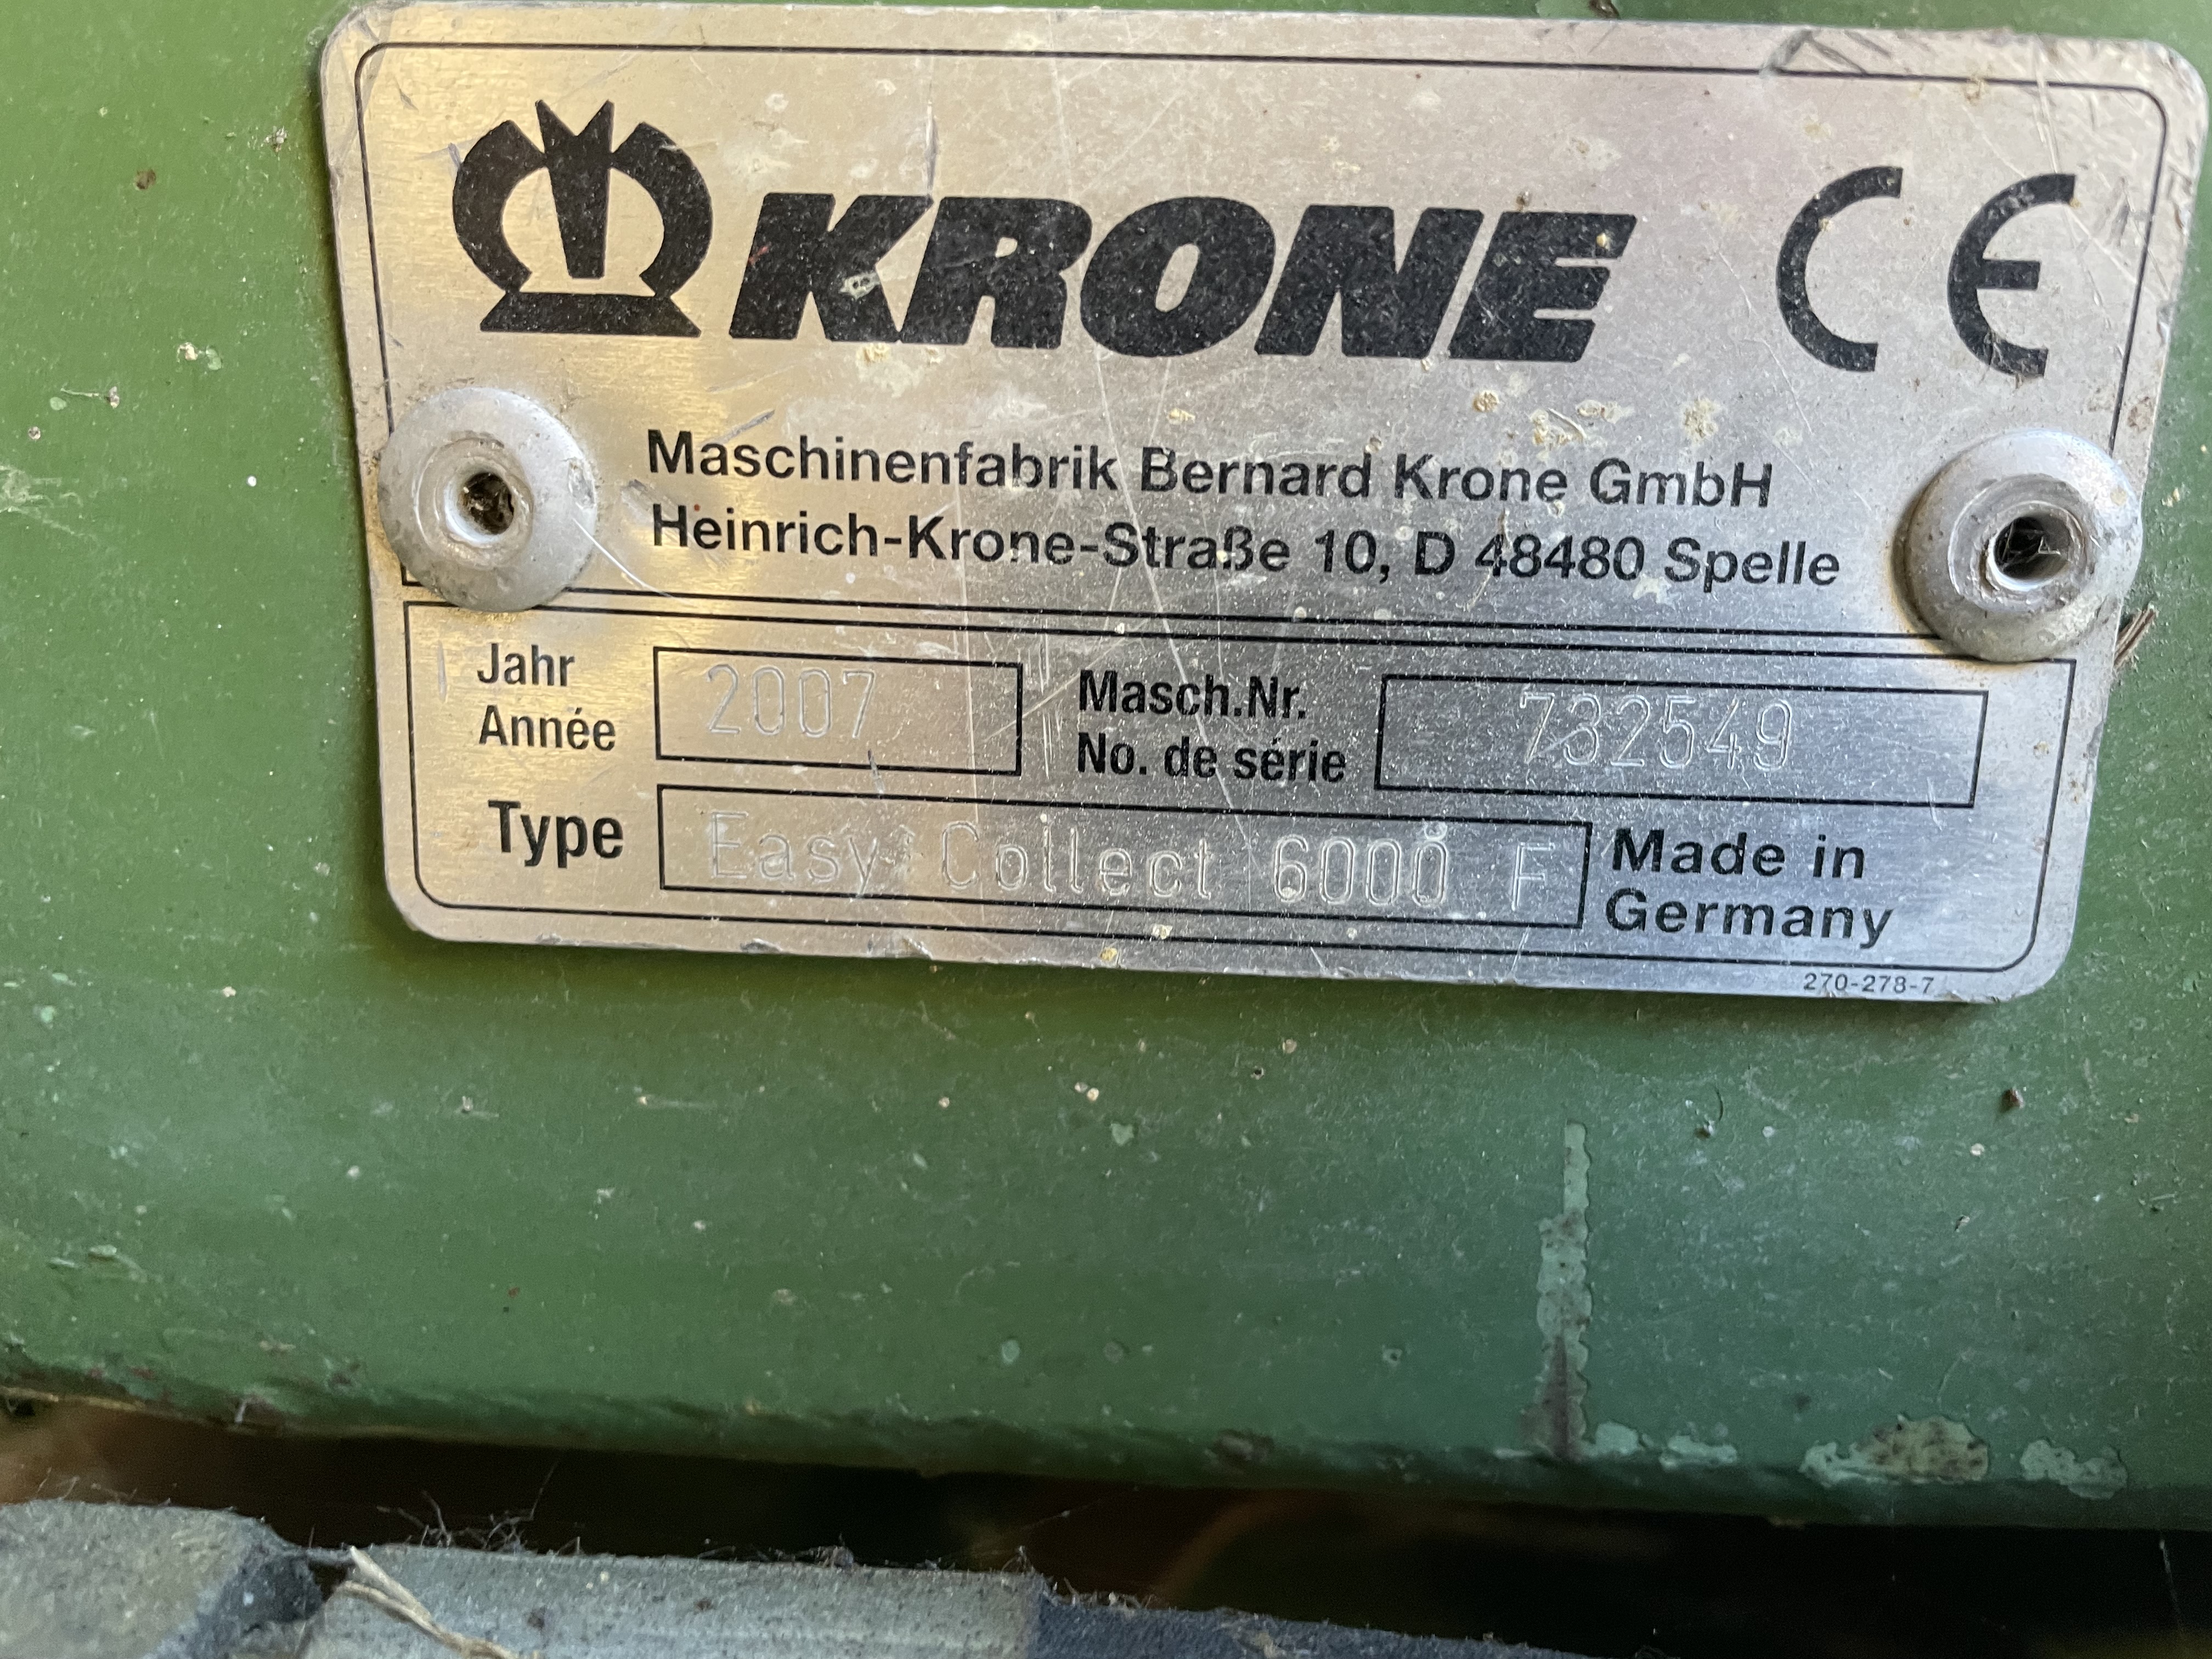 KRONE CE
Maschinenfabrik Bernard Krone GmbH
Heinrich-Krone-Straße 10, D 48480 Spelle
Jahr
Année
2007
Masch.Nr.
No. de série
732549
Type
Easy Collect 6000 F
Made in
Germany
270-278-7